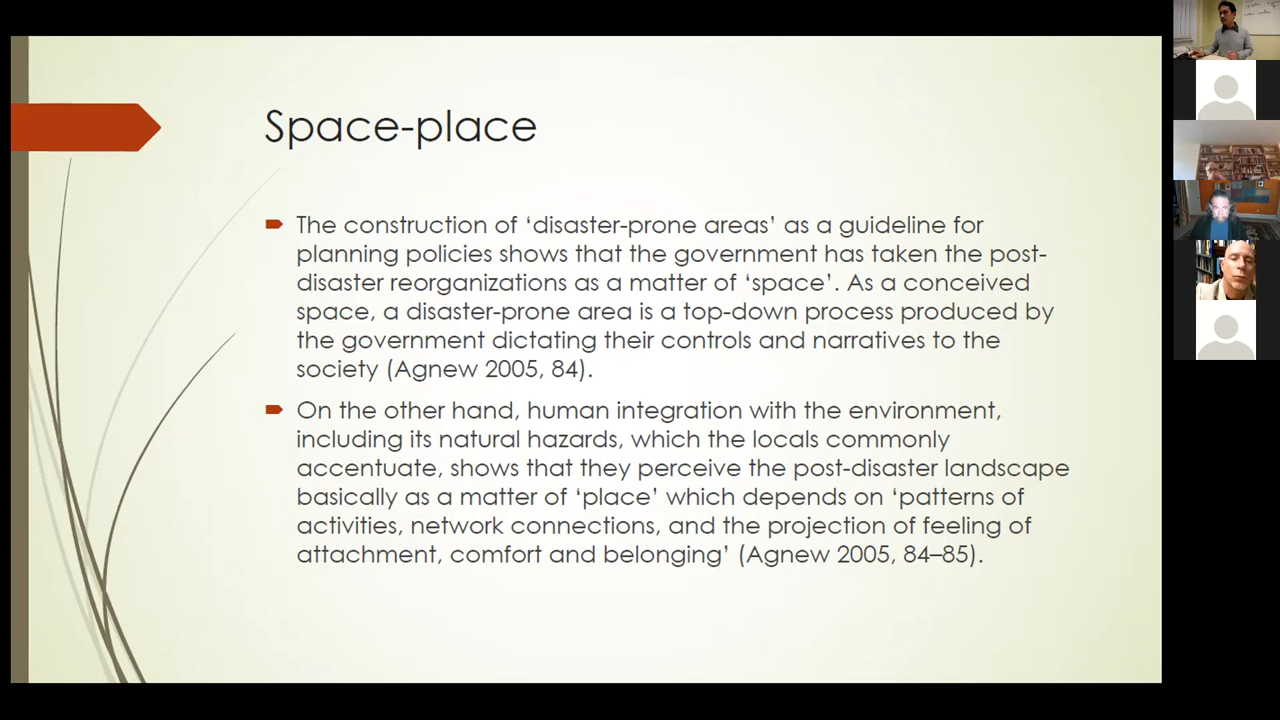 Space-place
The construction of ‘disaster-prone areas’ as a guideline for
planning policies shows that the government has taken the post-
disaster reorganizations as a matter of ‘space’. As a conceived
space, a disaster-prone area is a top-down process produced by
the government dictating their controls and narratives to the
society (Agnew 2005, 84).
On the other hand, human integration with the environment,
including its natural hazards, which the locals commonly
accentuate, shows that they perceive the post-disaster landscape
basically as a matter of ‘place’ which depends on ‘patterns of
activities, network connections, and the projection of feeling of
attachment, comfort and belonging’ (Agnew 2005, 84–85).